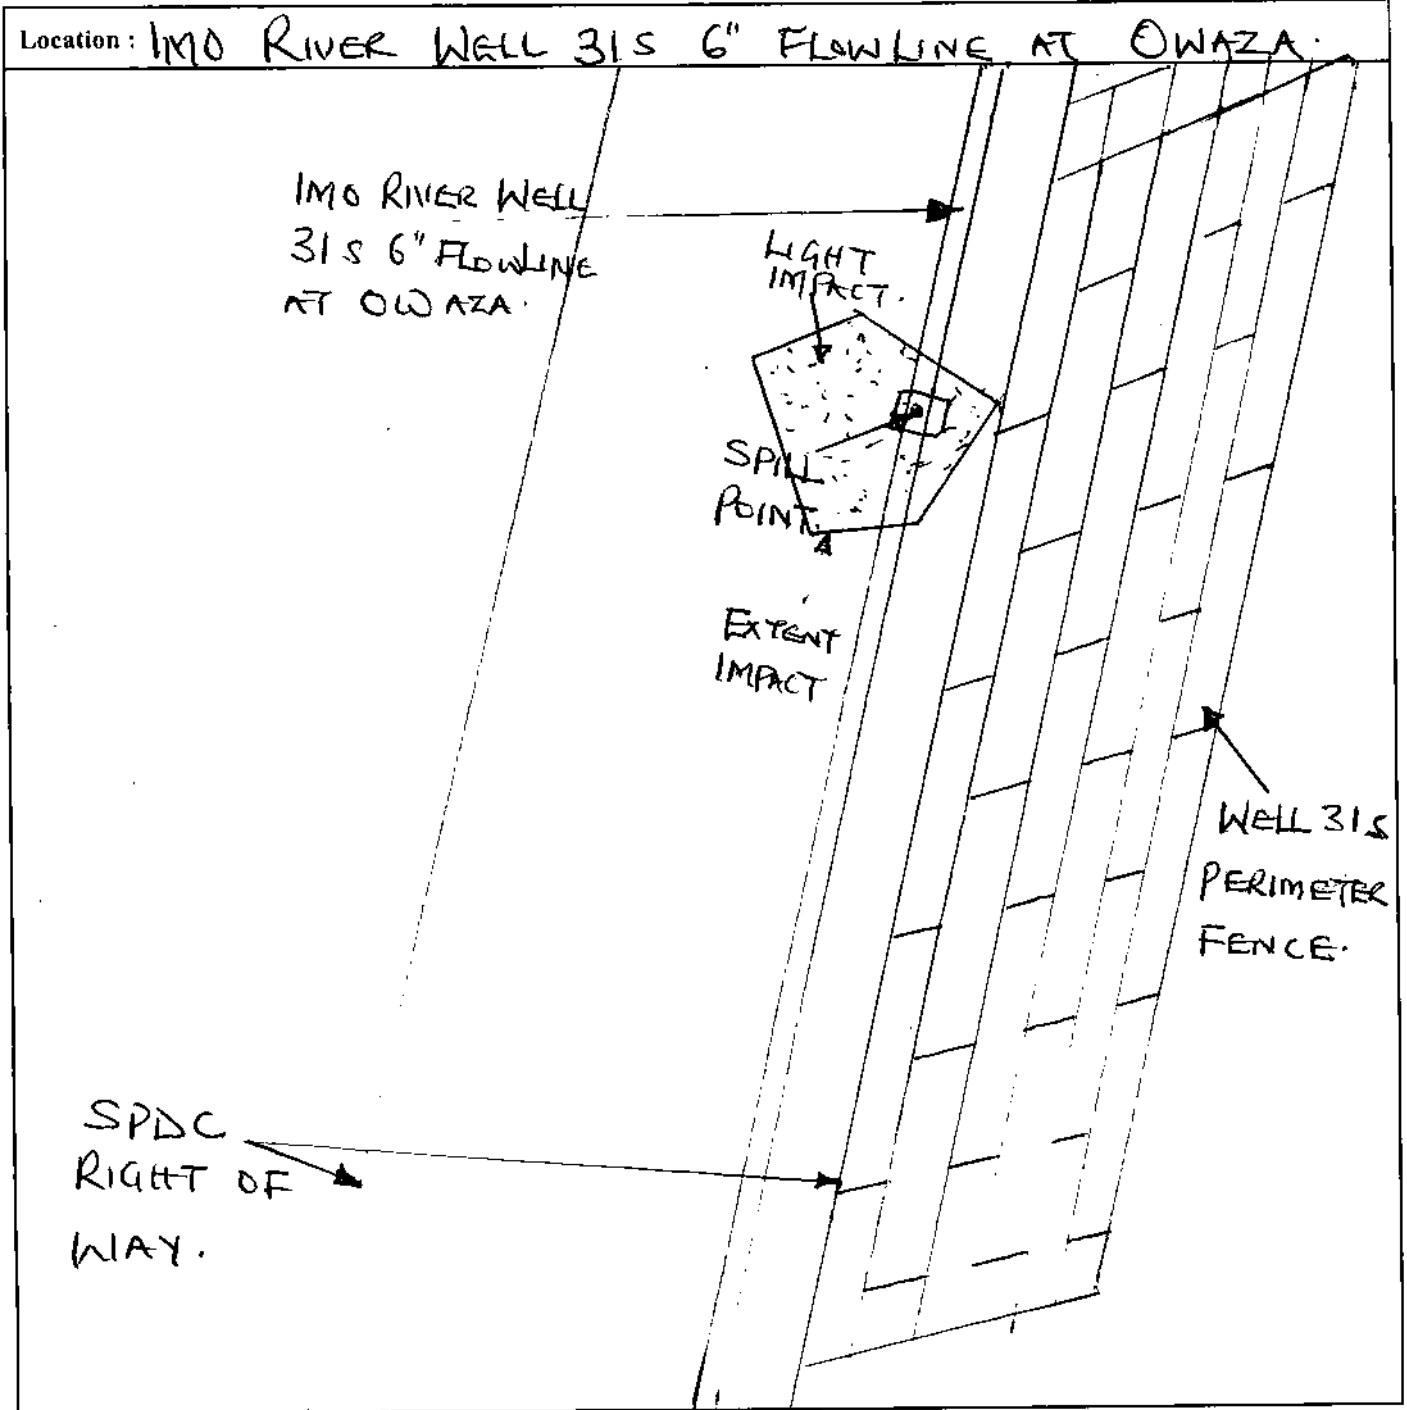 Location : IMO RIVER WELL 31S 6" FLOWLINE AT OWAZA.
IMO RIVER WELL
31S 6" FLOWLINE
AT OWAZA.
LIGHT
IMPACT.
SPILL
POINT.
EXTENT
IMPACT
WELL 31S
PERIMETER
FENCE.
SPDC
RIGHT OF
WAY.